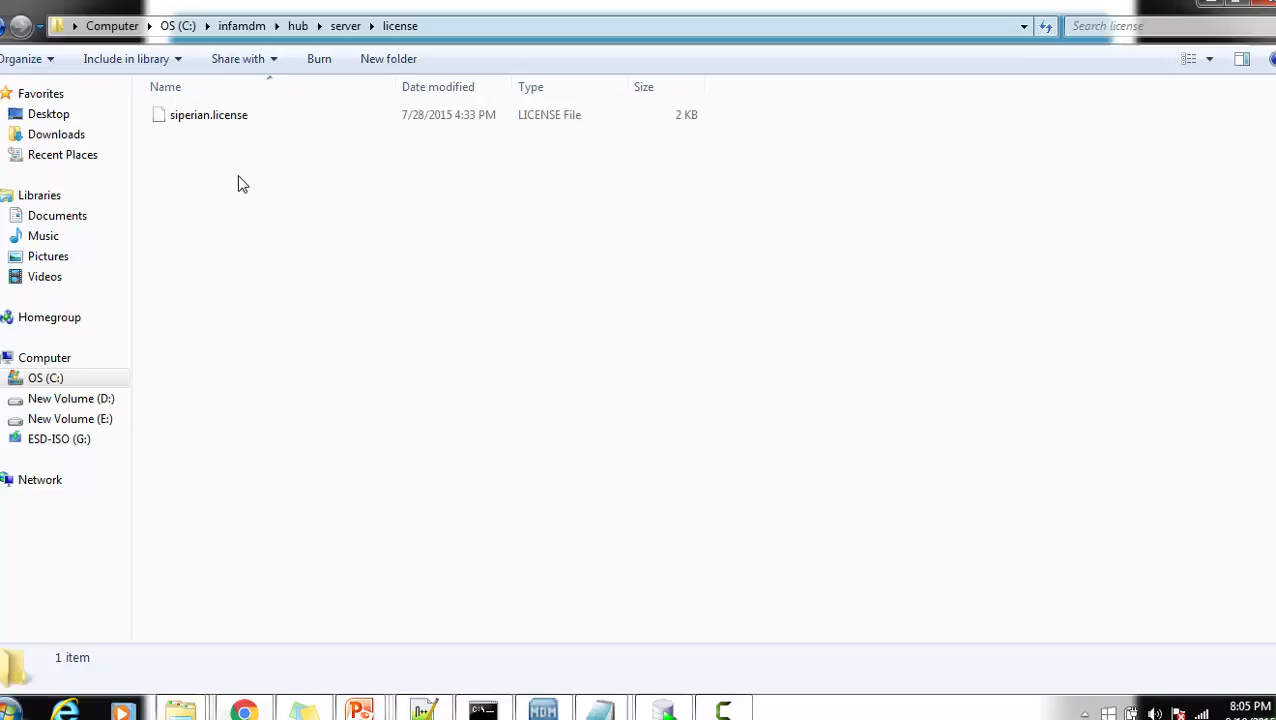 Computer OS (C:) infamdm hub server license Search license
Organize Include in library Share with Burn New folder
Name Date modified Type Size
siperian.license 7/28/2015 4:33 PM LICENSE File 2 KB
Favorites
Desktop
Downloads
Recent Places
Libraries
Documents
Music
Pictures
Videos
Homegroup
Computer
OS (C:)
New Volume (D:)
New Volume (E:)
ESD-ISO (G:)
Network
1 item
MDM
8:05 PM